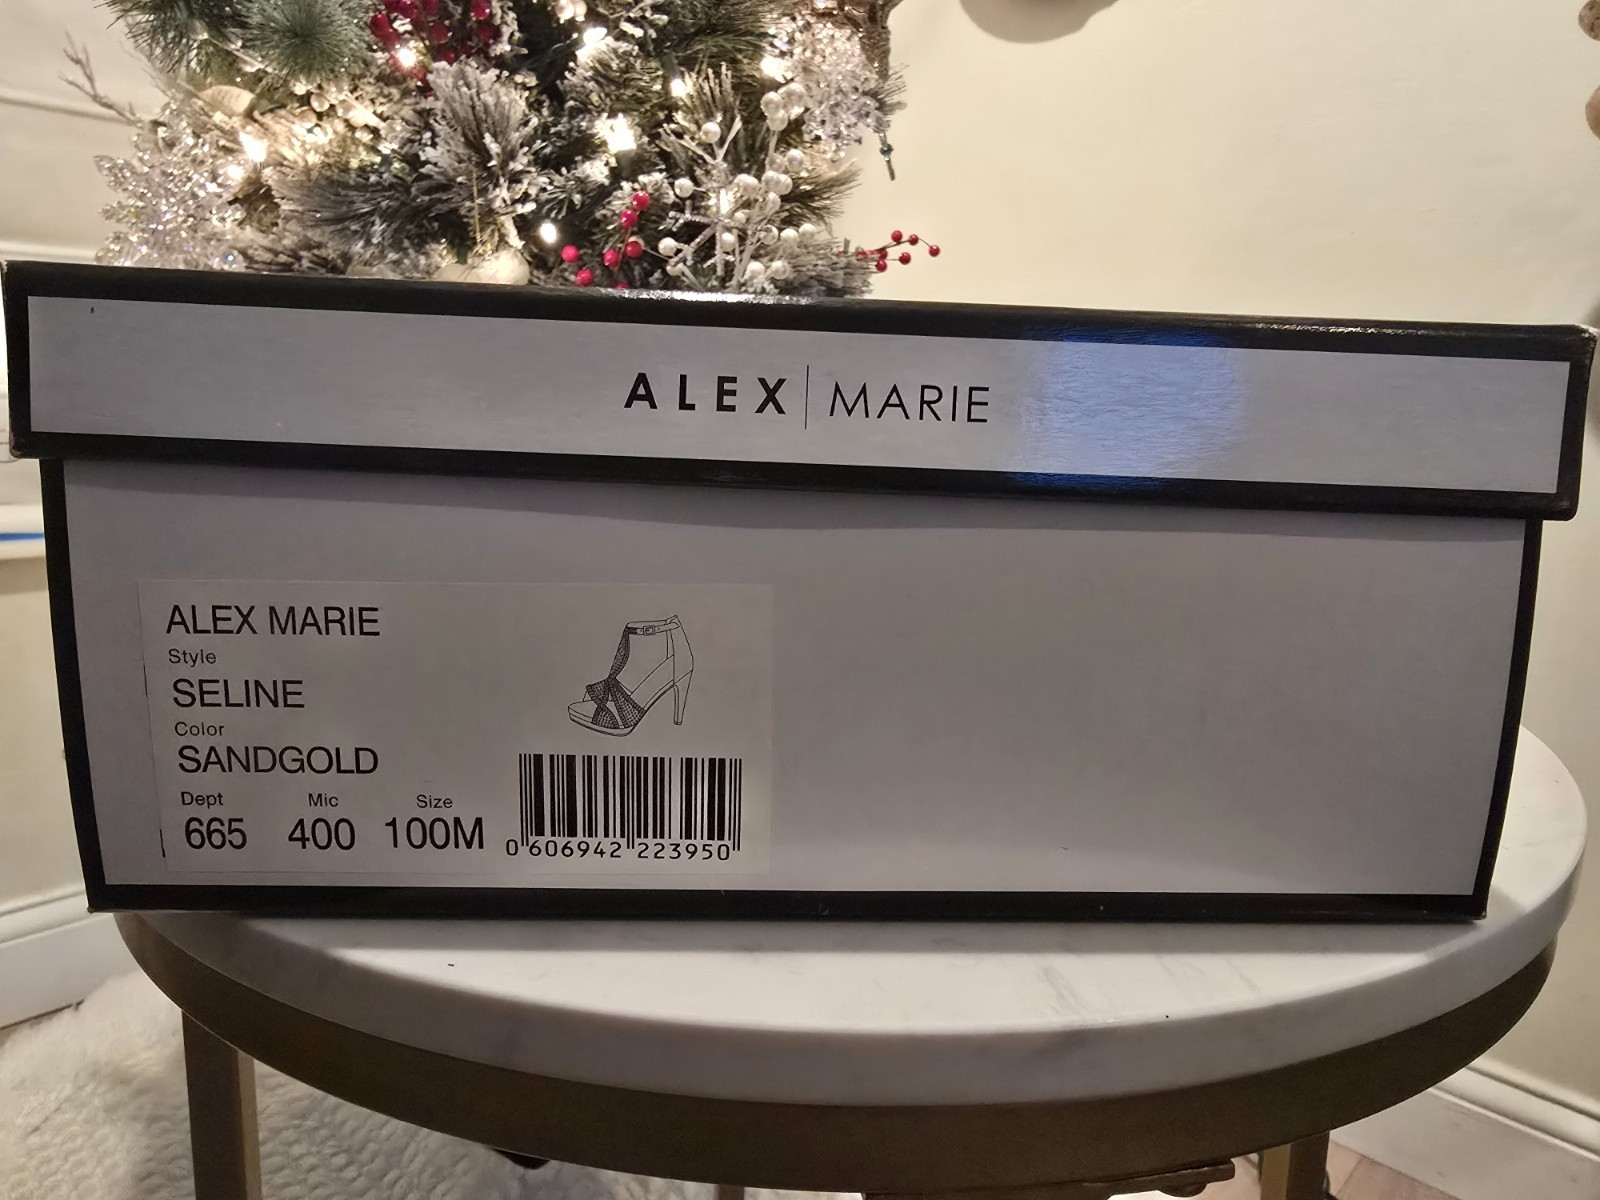 ALEX | MARIE
ALEX MARIE
Style
SELINE
Color
SANDGOLD
Dept Mic Size
665 400 100M
0 606942 223950